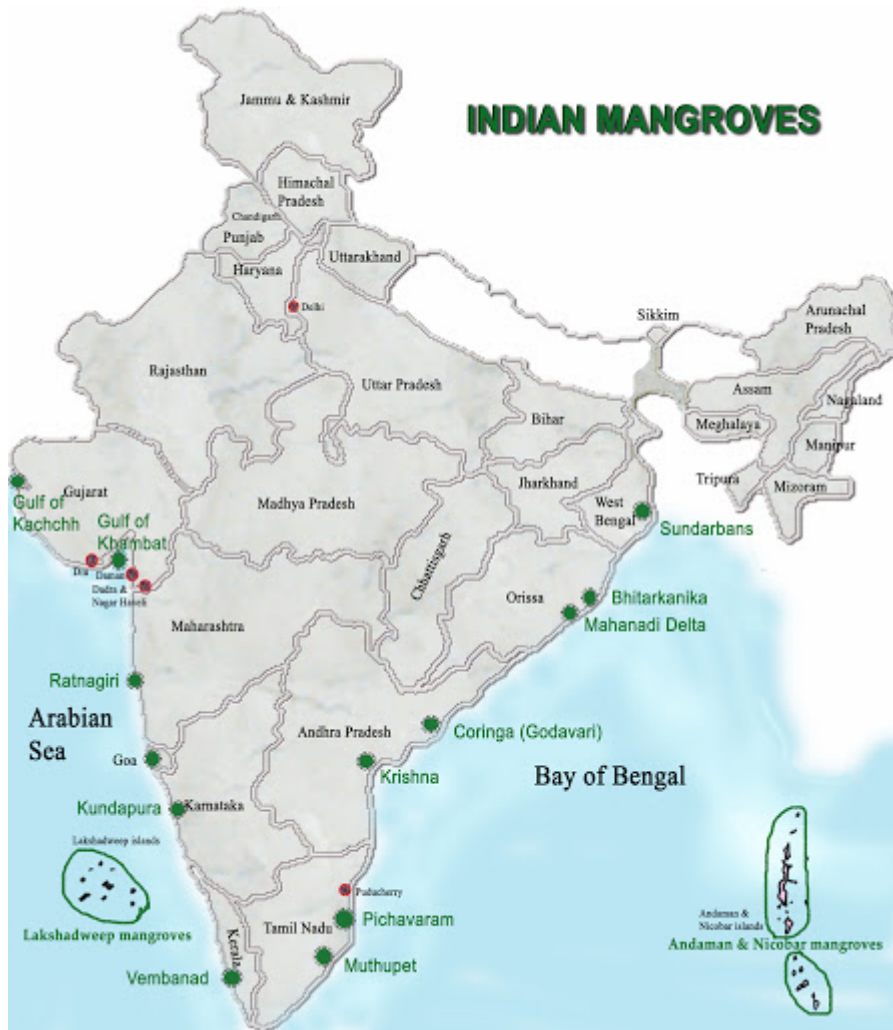 Jammu & Kashmir
INDIAN MANGROVES
Himachal
Pradesh
Chandigarh
Punjab
Uttarakhand
Haryana
Delhi
Sikkim
Arunachal
Pradesh
Rajasthan
Uttar Pradesh
Assam
Nagaland
Bihar
Meghalaya
Manipur
Gujarat
Jharkhand
Tripura
Mizoram
Gulf of
Kachchh
Madhya Pradesh
West
Bengal
Sundarbans
Gulf of
Khambat
Chhattisgarh
Diu
Daman
Dadra &
Nagar Haveli
Orissa
Bhitarkanika
Mahanadi Delta
Maharashtra
Ratnagiri
Arabian
Sea
Andhra Pradesh
Coringa (Godavari)
Goa
Krishna
Bay of Bengal
Kundapura
Karnataka
Lakshadweep islands
Lakshadweep mangroves
Puducherry
Pichavaram
Tamil Nadu
Kerala
Muthupet
Vembanad
Andaman &
Nicobar islands
Andaman & Nicobar mangroves